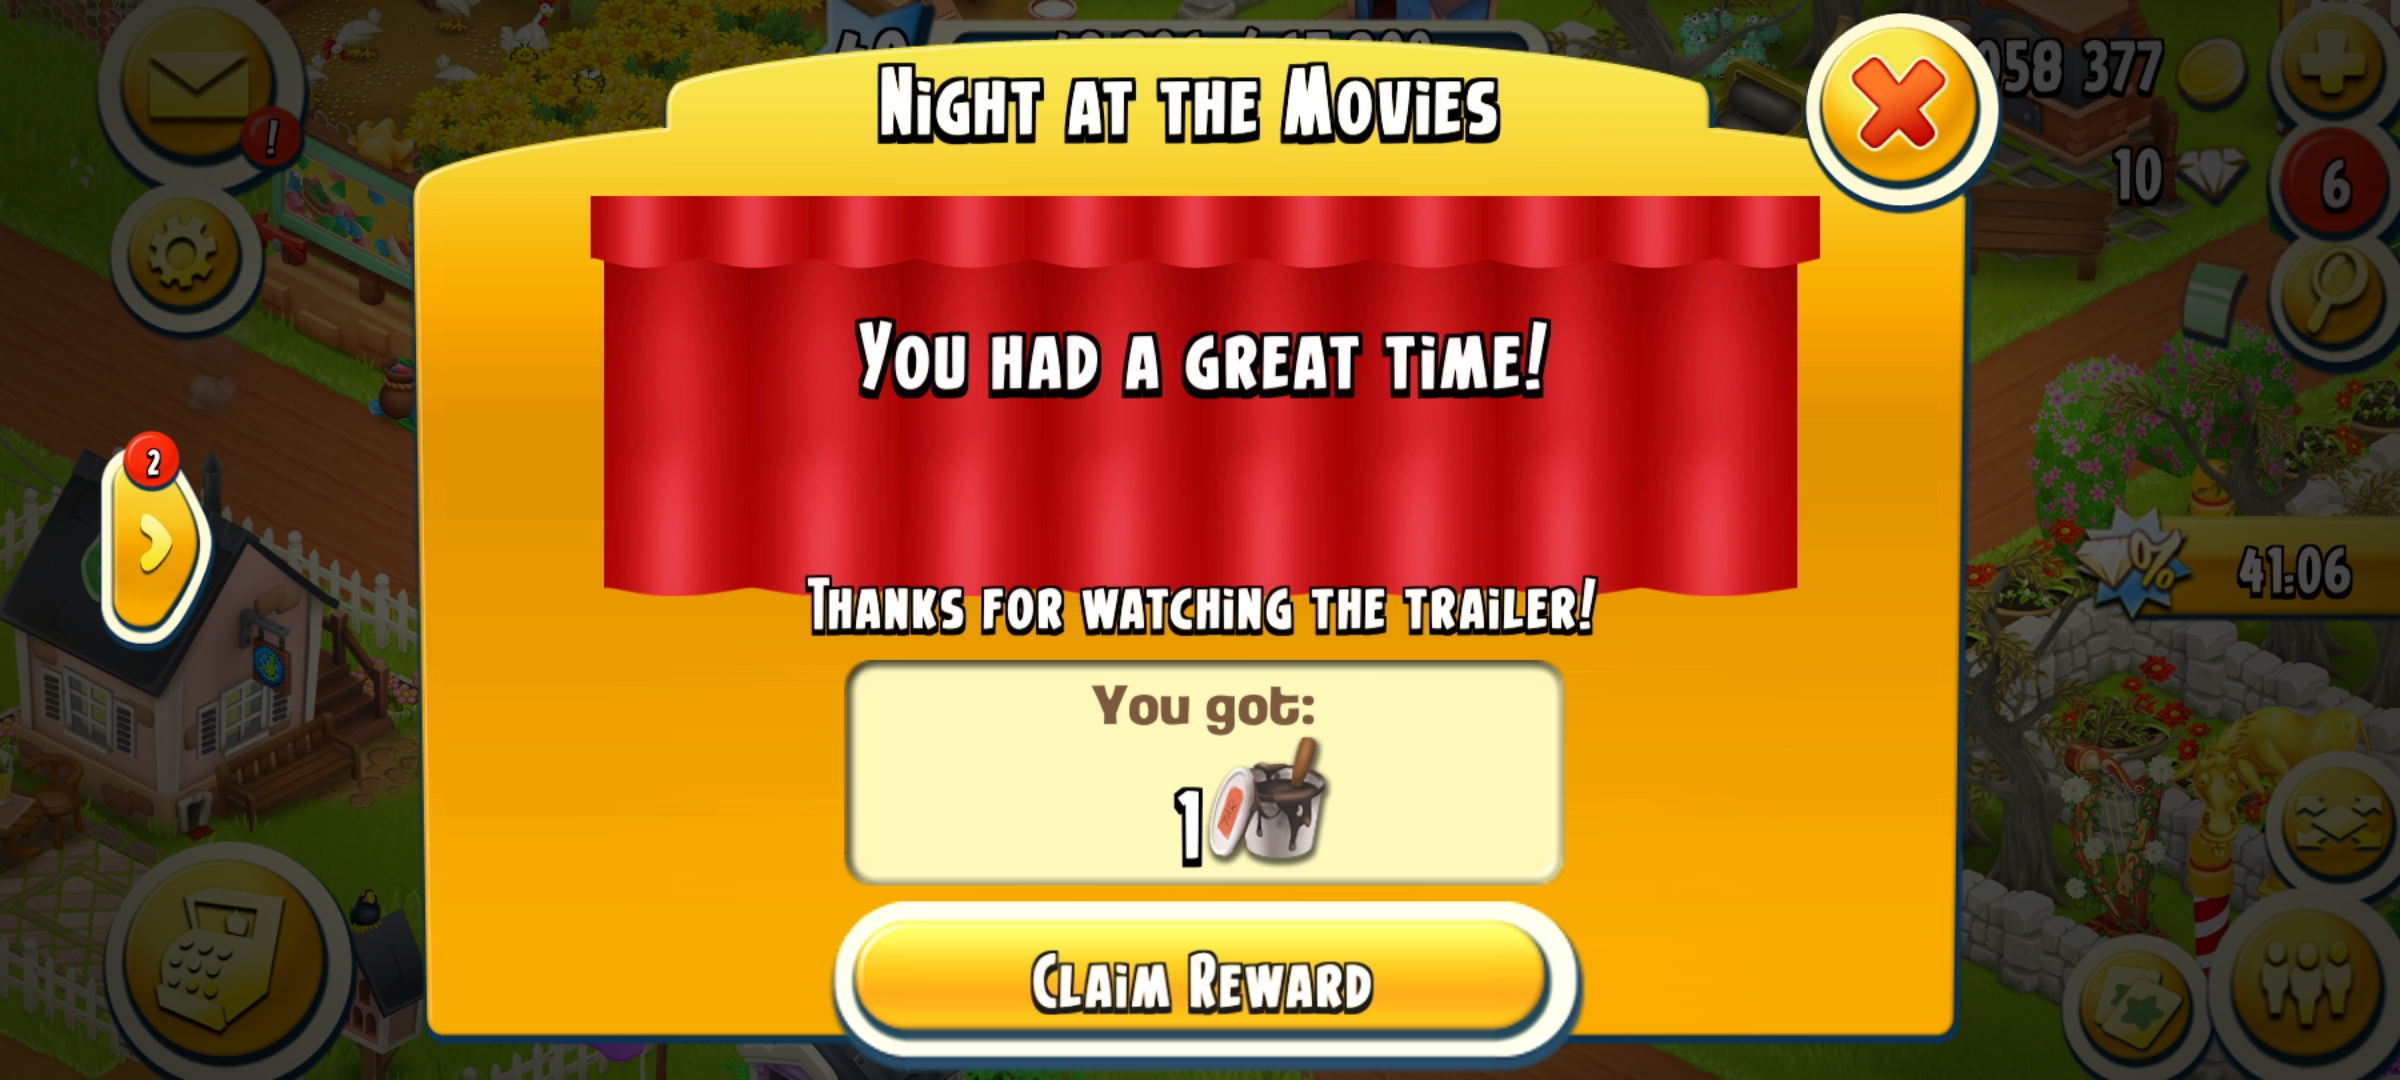 Night at the Movies
058 377
!
10
6
You had a great time!
2
%
41:06
Thanks for watching the trailer!
You got:
1
Claim Reward